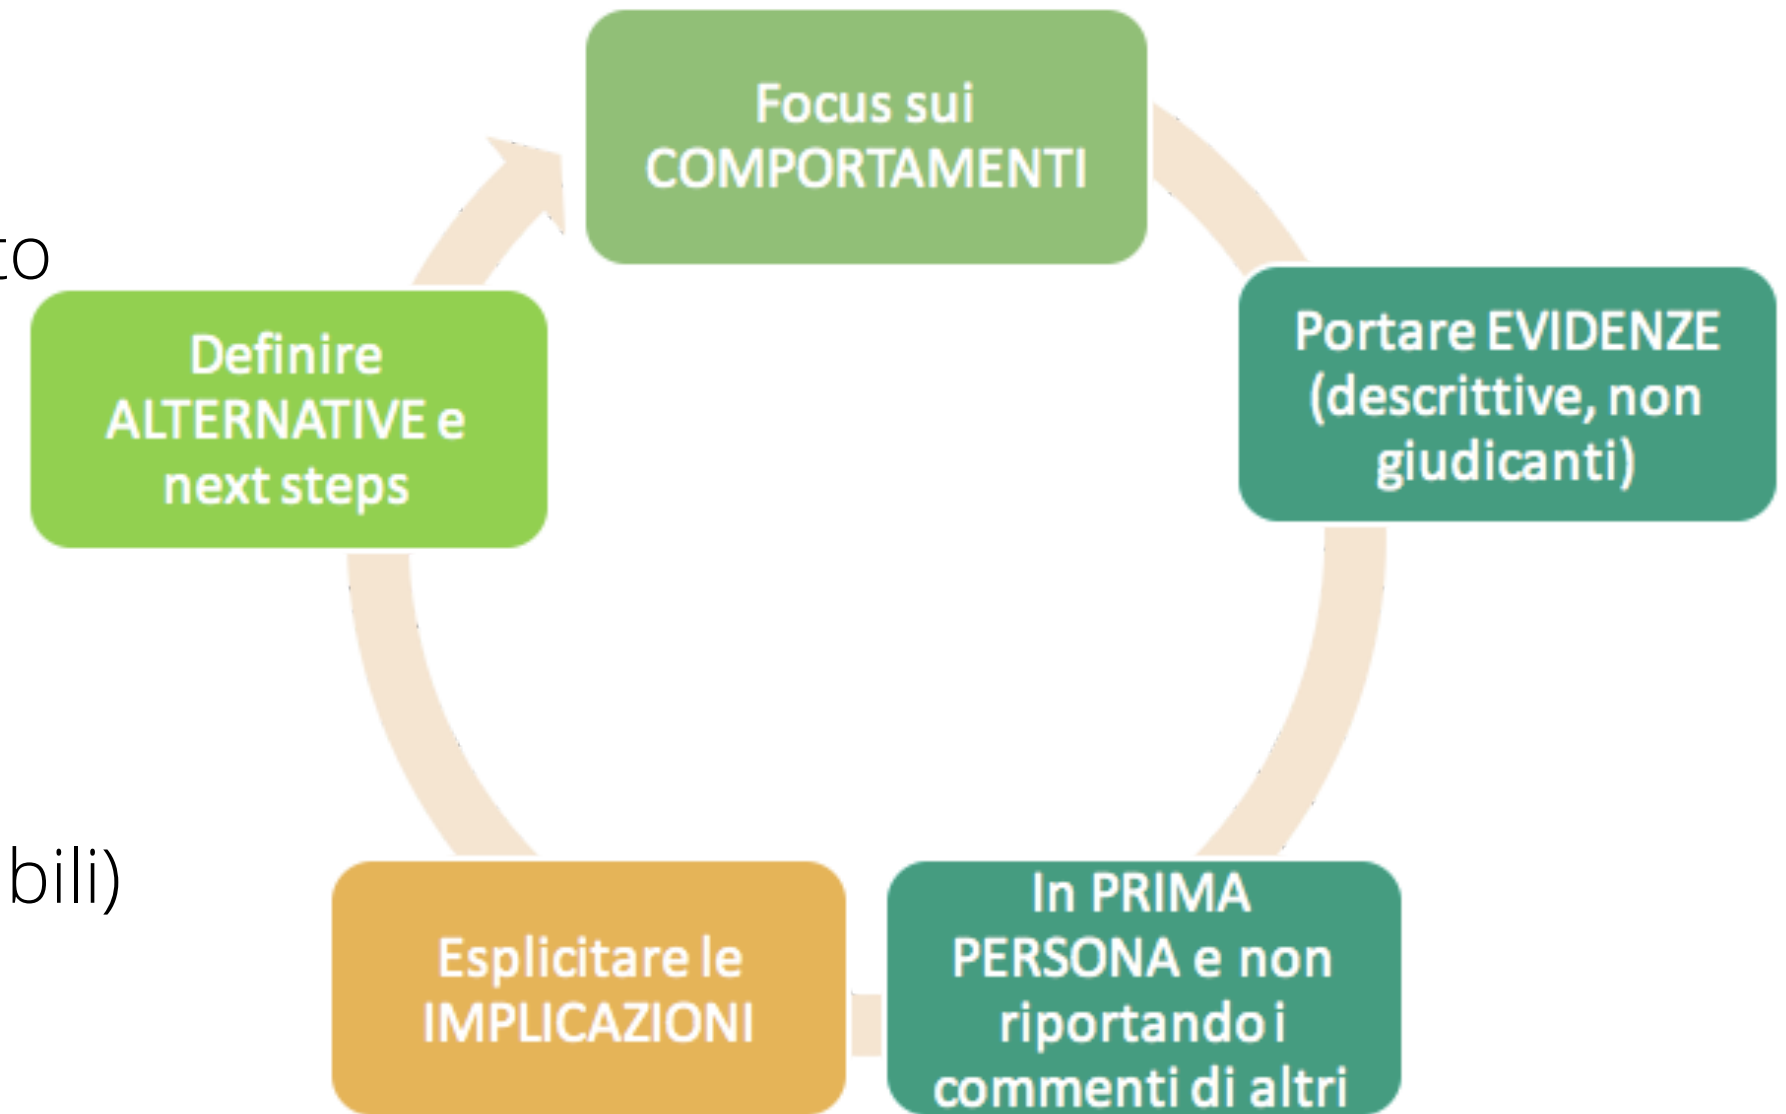 Focus sui
COMPORTAMENTI
to
Definire
ALTERNATIVE e
next steps
Portare EVIDENZE
(descrittive, non
giudicanti)
bili)
Esplicitare le
IMPLICAZIONI
In PRIMA
PERSONA e non
riportando i
commenti di altri